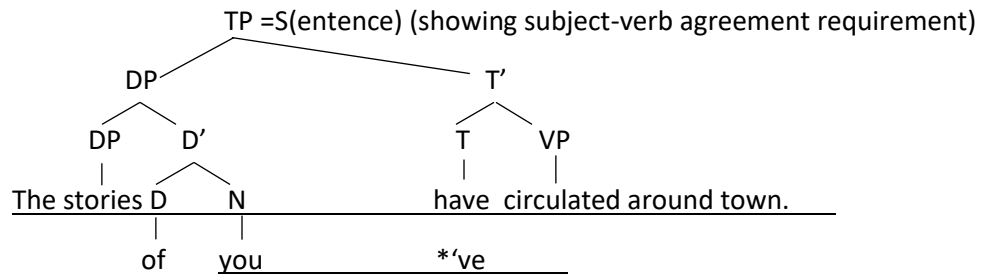 TP =S(entence) (showing subject-verb agreement requirement)
DP T’
DP D’ T VP
The stories D N have circulated around town.
of you *‘ve